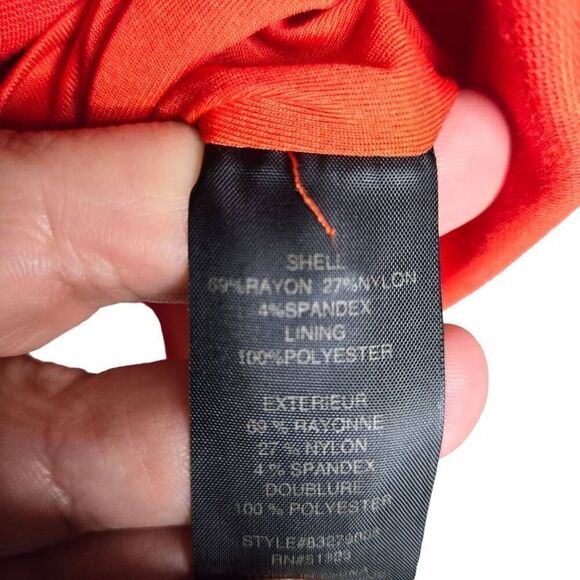 SHELL
69%RAYON 27%NYLON
4%SPANDEX
LINING
100%POLYESTER
EXTERIEUR
69 % RAYONNE
27 % NYLON
4 % SPANDEX
DOUBLURE
100 % POLYESTER